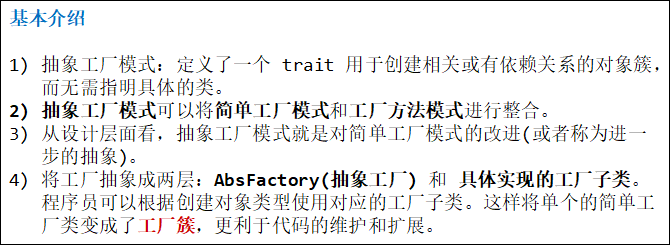 基本介绍
1) 抽象工厂模式：定义了一个 trait 用于创建相关或有依赖关系的对象簇，
而无需指明具体的类。
2) 抽象工厂模式可以将简单工厂模式和工厂方法模式进行整合。
3) 从设计层面看，抽象工厂模式就是对简单工厂模式的改进(或者称为进一
步的抽象)。
4) 将工厂抽象成两层：AbsFactory(抽象工厂) 和 具体实现的工厂子类。
程序员可以根据创建对象类型使用对应的工厂子类。这样将单个的简单工
厂类变成了工厂簇，更利于代码的维护和扩展。